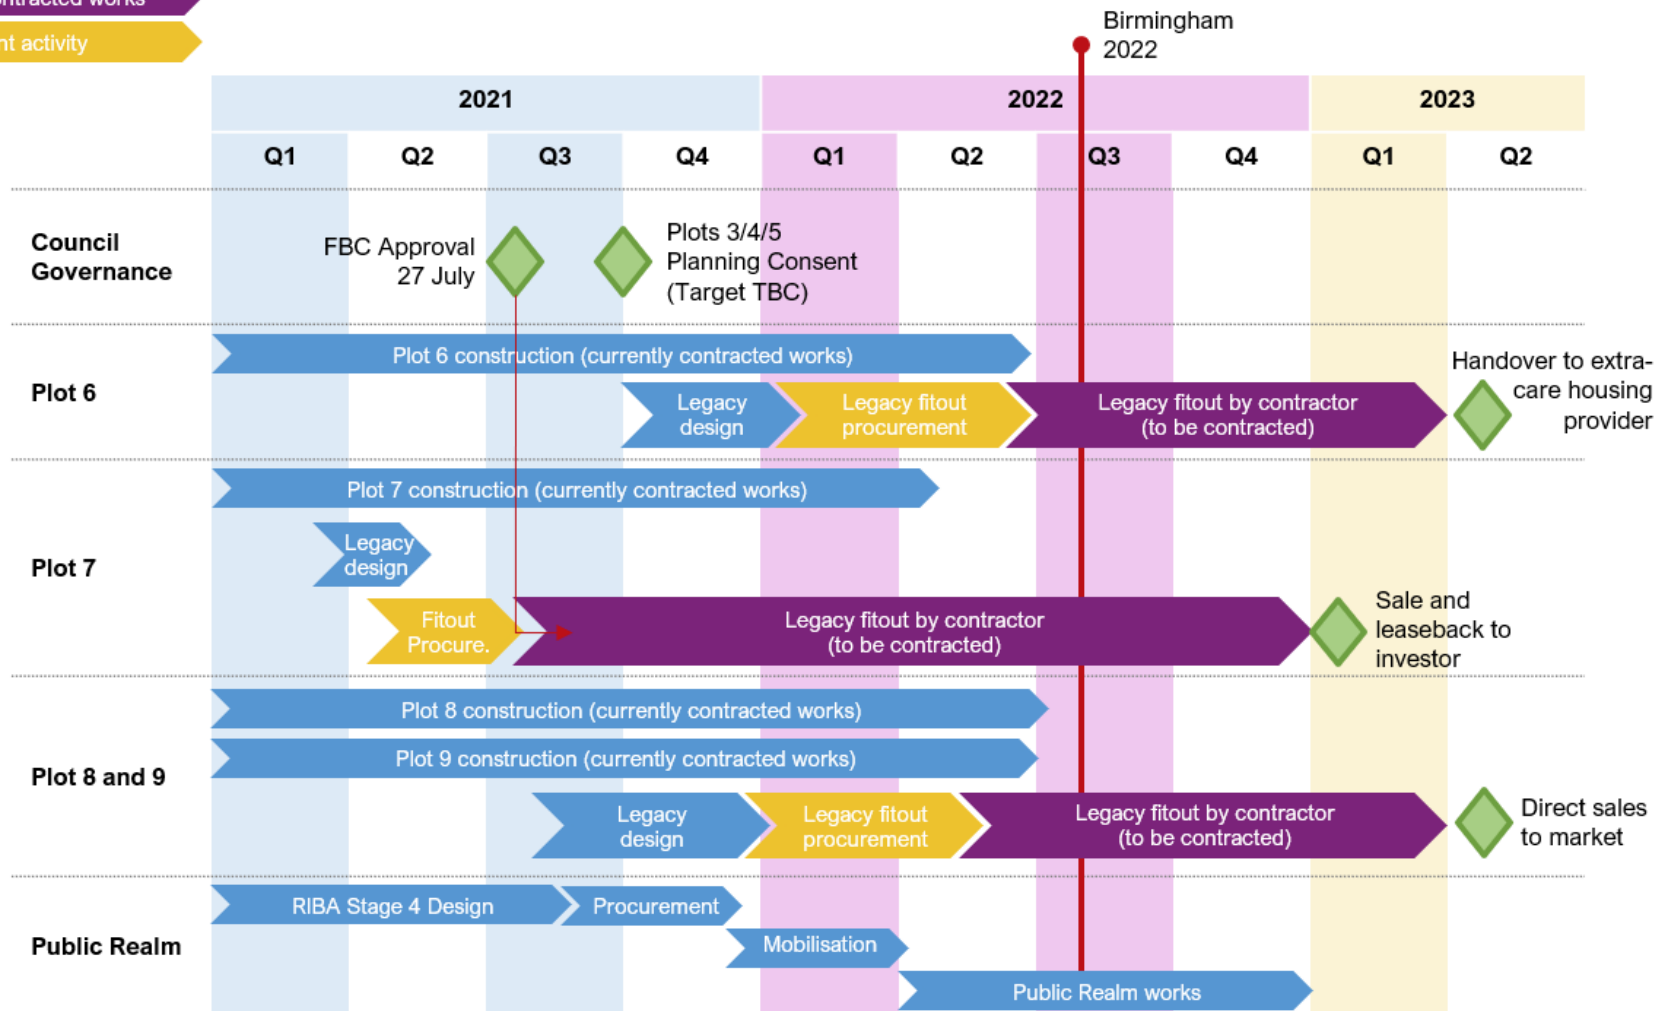 contracted works
nt activity
Birmingham
2022
2021
2022
2023
Q1
Q2
Q3
Q4
Q1
Q2
Q3
Q4
Q1
Q2
Council
Governance
FBC Approval
27 July
Plots 3/4/5
Planning Consent
(Target TBC)
Plot 6
Plot 6 construction (currently contracted works)
Legacy
design
Legacy fitout
procurement
Legacy fitout by contractor
(to be contracted)
Handover to extra-
care housing
provider
Plot 7
Plot 7 construction (currently contracted works)
Legacy
design
Fitout
Procure.
Legacy fitout by contractor
(to be contracted)
Sale and
leaseback to
investor
Plot 8 and 9
Plot 8 construction (currently contracted works)
Plot 9 construction (currently contracted works)
Legacy
design
Legacy fitout
procurement
Legacy fitout by contractor
(to be contracted)
Direct sales
to market
Public Realm
RIBA Stage 4 Design
Procurement
Mobilisation
Public Realm works